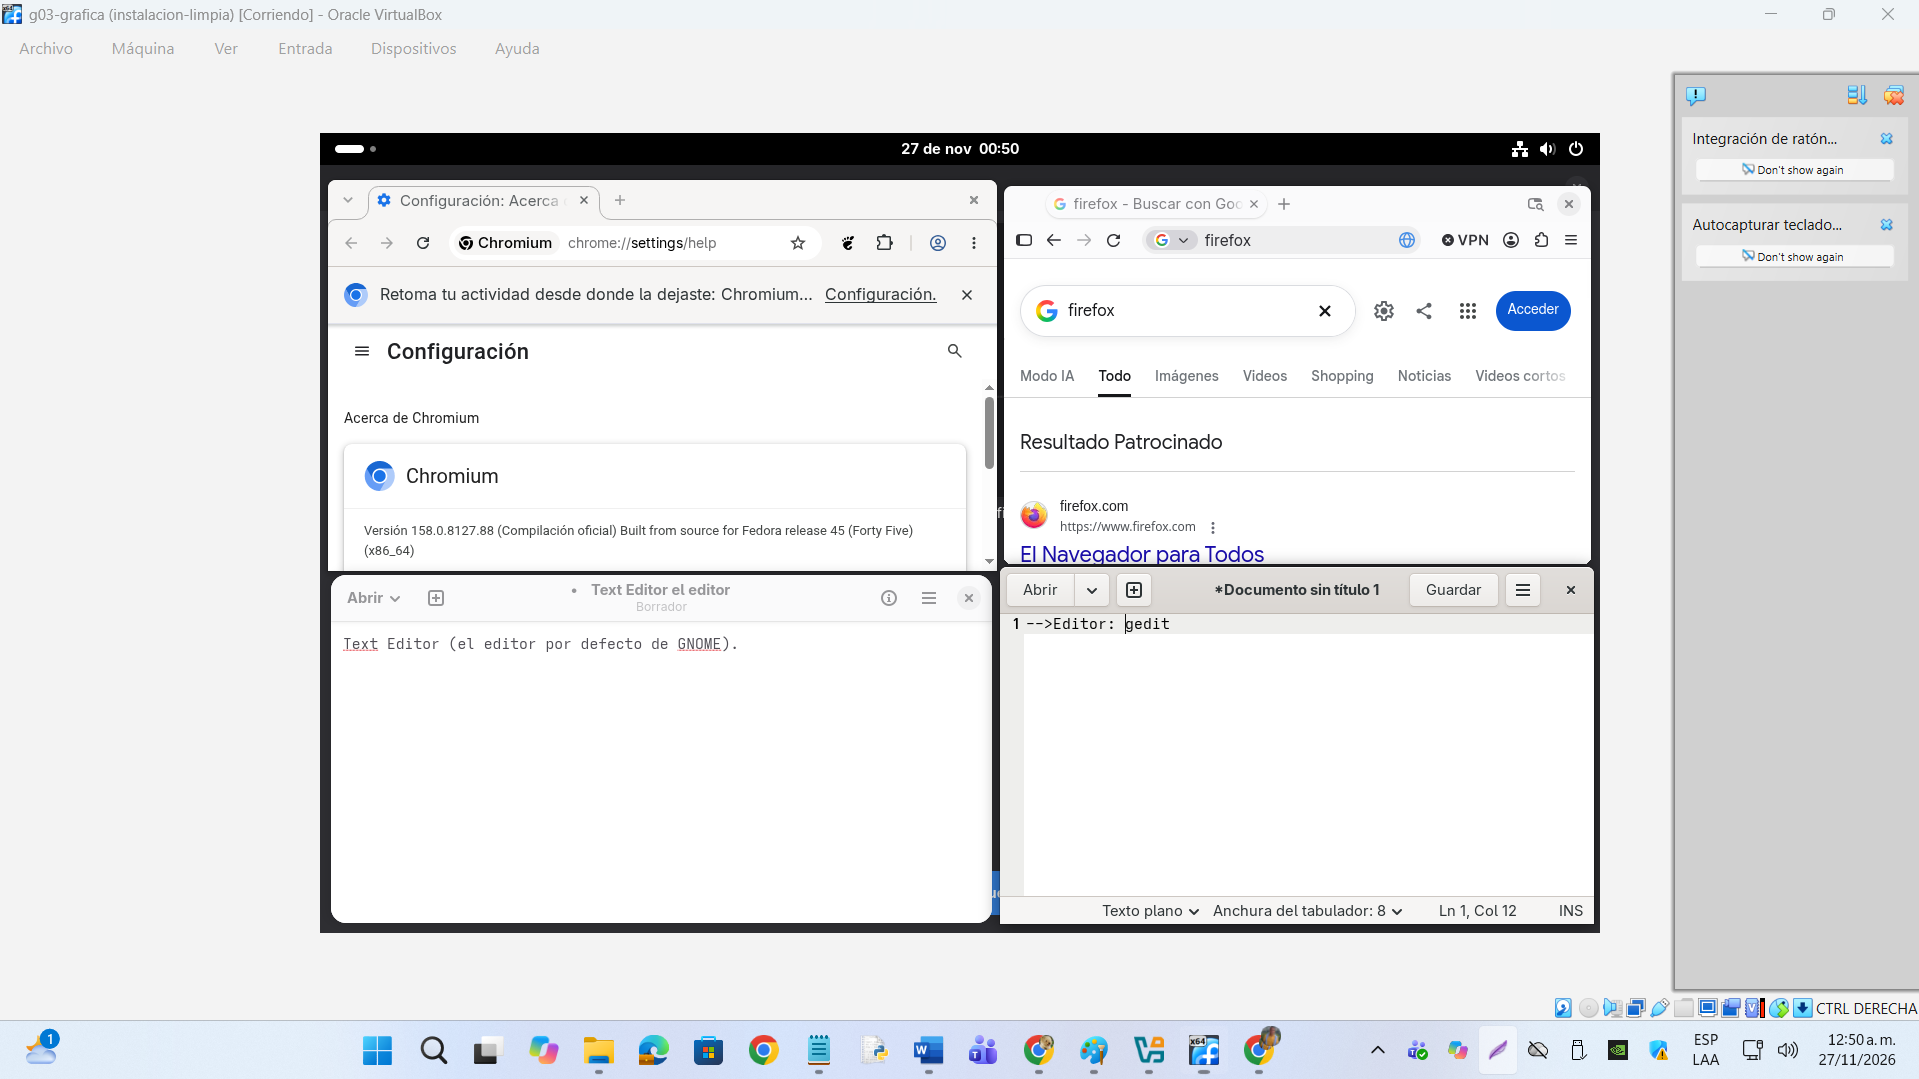 g03-grafica (instalacion-limpia) [Corriendo] - Oracle VirtualBox
Archivo Máquina Ver Entrada Dispositivos Ayuda
27 de nov 00:50
Configuración: Acerca
Chromium chrome://settings/help
Retoma tu actividad desde donde la dejaste: Chromium... Configuración.
Configuración
Acerca de Chromium
Chromium
Versión 158.0.8127.88 (Compilación oficial) Built from source for Fedora release 45 (Forty Five)
(x86_64)
firefox - Buscar con Goo
firefox
VPN
firefox
Acceder
Modo IA Todo Imágenes Videos Shopping Noticias Videos cortos
Resultado Patrocinado
firefox.com
https://www.firefox.com
El Navegador para Todos
Abrir
• Text Editor el editor
Borrador
Text Editor (el editor por defecto de GNOME).
Abrir
*Documento sin título 1
Guardar
1 -->Editor: gedit
Texto plano Anchura del tabulador: 8 Ln 1, Col 12 INS
Integración de ratón...
Don't show again
Autocapturar teclado...
Don't show again
CTRL DERECHA
1
x64
ESP
LAA
12:50 a. m.
27/11/2026